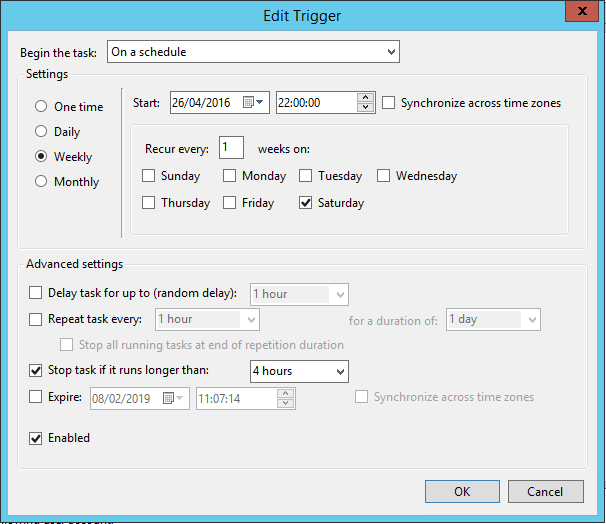 Edit Trigger
x
Begin the task: On a schedule
Settings
One time
Daily
Weekly
Monthly
Start: 26/04/2016 22:00:00 Synchronize across time zones
Recur every: 1 weeks on:
Sunday Monday Tuesday Wednesday
Thursday Friday Saturday
Advanced settings
Delay task for up to (random delay): 1 hour
Repeat task every: 1 hour for a duration of: 1 day
Stop all running tasks at end of repetition duration
Stop task if it runs longer than: 4 hours
Expire: 08/02/2019 11:07:14 Synchronize across time zones
Enabled
OK Cancel